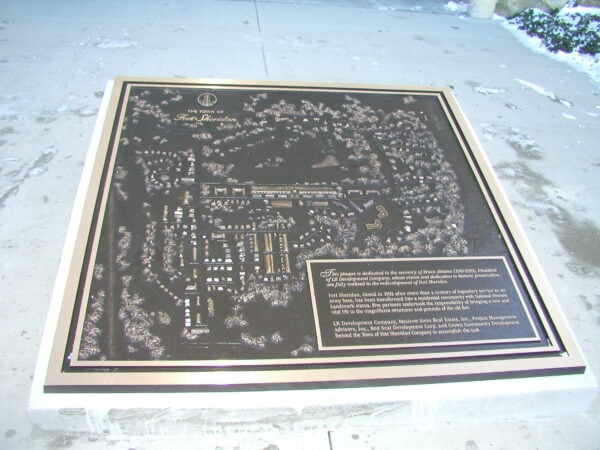 THE TOWN OF
Fort Sheridan
This plaque is dedicated to the memory of Bruce Abrams, President
of LR Development Company, whose vision and dedication to historic preservation
are fully realized in the redevelopment of Fort Sheridan.
Fort Sheridan, closed in 1993 after more than a century of legendary service as an
army base, has been transformed into a residential community with National Historic
Landmark status. Five partners undertook the responsibility of bringing a new and
vital life to the magnificent structures and grounds of the old fort.
LR Development Company, Mesirow Stein Real Estate, Inc., Project Management
Advisors, Inc., Red Seal Development Corp. and Crown Community Development
formed the Town of Fort Sheridan Company to accomplish the task.